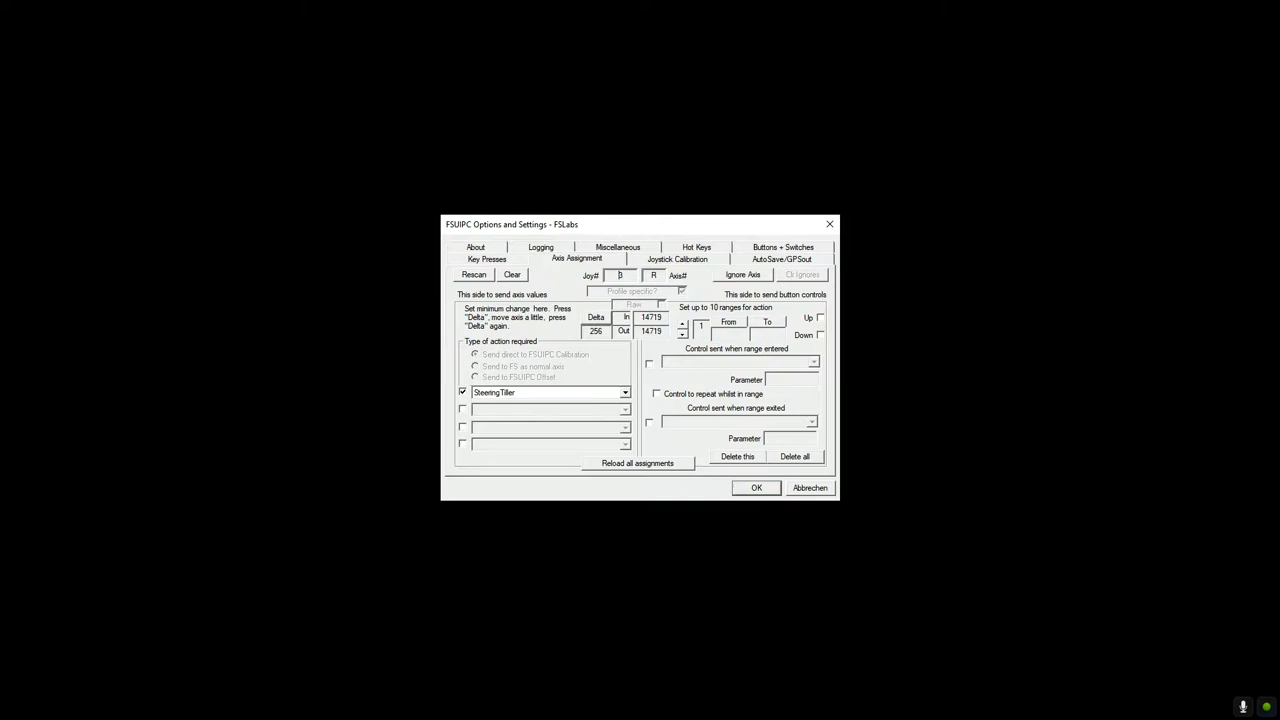 FSUIPC Options and Settings - FSLabs
About
Logging
Miscellaneous
Hot Keys
Buttons + Switches
Key Presses
Axis Assignment
Joystick Calibration
AutoSave/GPSout
Rescan
Clear
Joy#
R
Axis#
Ignore Axis
Clr Ignores
Profile specific?
This side to send axis values
This side to send button controls
Raw
Set minimum change here. Press
"Delta", move axis a little, press
"Delta" again.
Delta
In
14719
256
Out
14719
Set up to 10 ranges for action
1
From
To
Up
Down
Type of action required
Send direct to FSUIPC Calibration
Send to FS as normal axis
Send to FSUIPC Offset
SteeringTiller
Control sent when range entered
Parameter
Control to repeat whilst in range
Control sent when range exited
Parameter
Reload all assignments
Delete this
Delete all
OK
Abbrechen